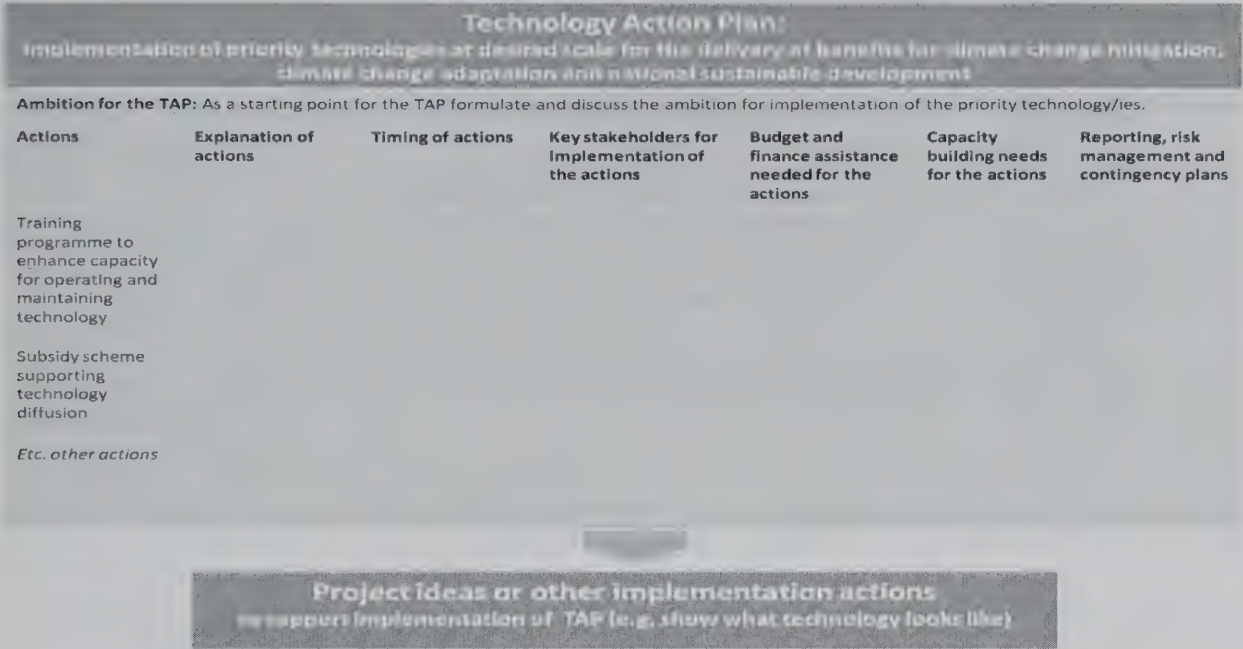 Technology Action Plan:
Implementation of priority technologies at desired scale for the delivery of benefits for climate change mitigation,
climate change adaptation and national sustainable development
Ambition for the TAP: As a starting point for the TAP formulate and discuss the ambition for implementation of the priority technology/ies.
Actions
Explanation of
actions
Timing of actions
Key stakeholders for
implementation of
the actions
Budget and
finance assistance
needed for the
actions
Capacity
building needs
for the actions
Reporting, risk
management and
contingency plans
Training
programme to
enhance capacity
for operating and
maintaining
technology
Subsidy scheme
supporting
technology
diffusion
Etc. other actions
Project ideas or other implementation actions
to support implementation of TAP (e.g. show what technology looks like)